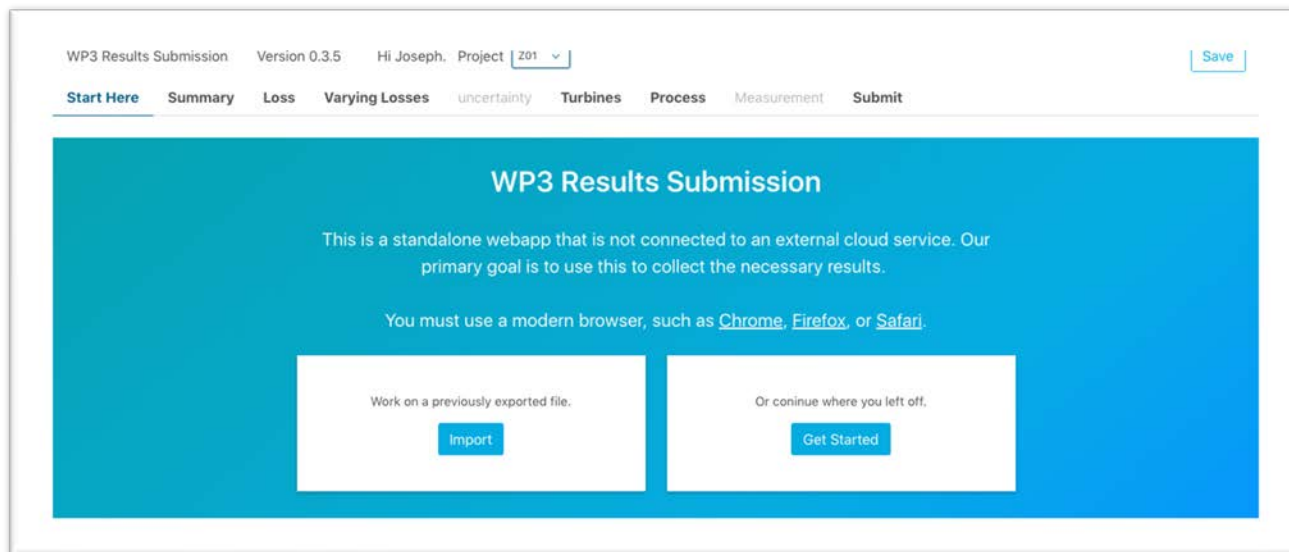 WP3 Results Submission Version 0.3.5 Hi Joseph. Project Z01 Save
Start Here Summary Loss Varying Losses uncertainty Turbines Process Measurement Submit
WP3 Results Submission
This is a standalone webapp that is not connected to an external cloud service. Our
primary goal is to use this to collect the necessary results.
You must use a modern browser, such as Chrome, Firefox, or Safari.
Work on a previously exported file.
Import
Or coninue where you left off.
Get Started